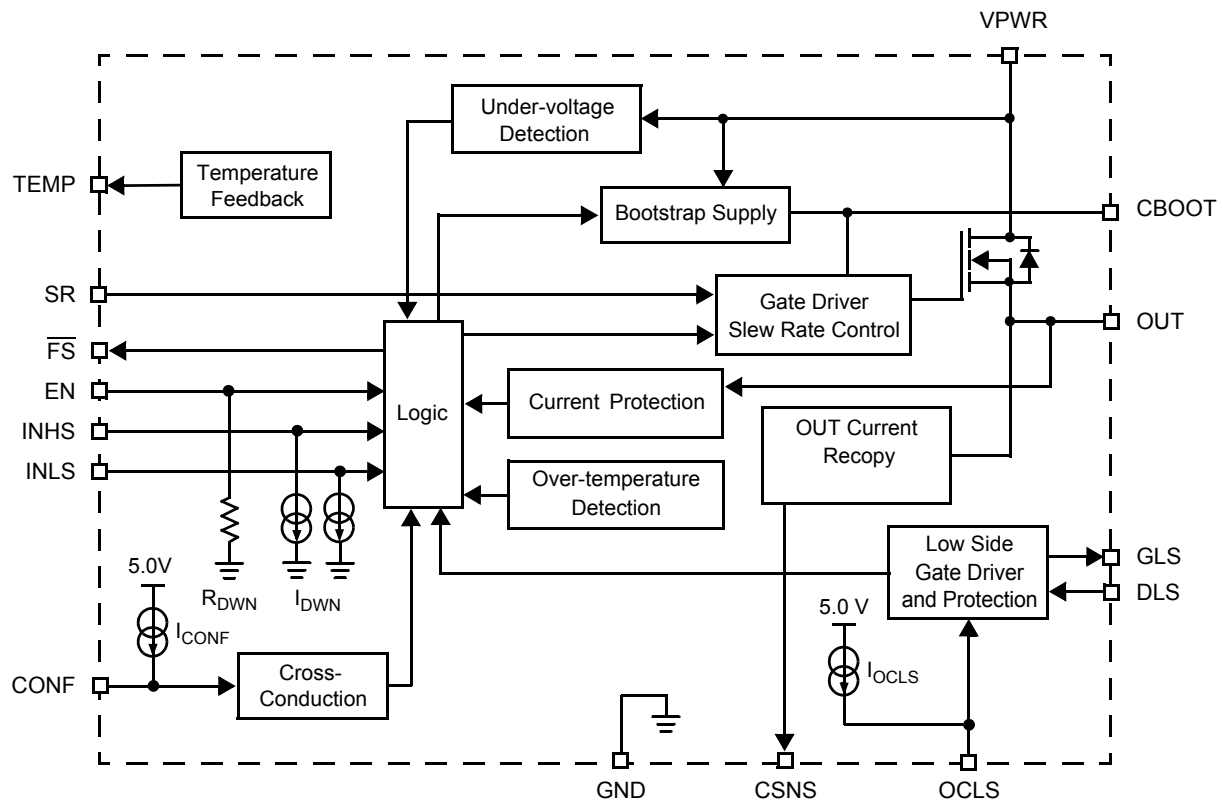 VPWR
Under-voltage
Detection
TEMP
Temperature
Feedback
Bootstrap Supply
CBOOT
SR
Gate Driver
Slew Rate Control
OUT
FS
EN
Logic
Current Protection
INHS
OUT Current
Recopy
INLS
Over-temperature
Detection
5.0V
RDWN
IDWN
Low Side
Gate Driver
and Protection
GLS
DLS
5.0 V
ICONF
IOCLS
CONF
Cross-
Conduction
GND
CSNS
OCLS